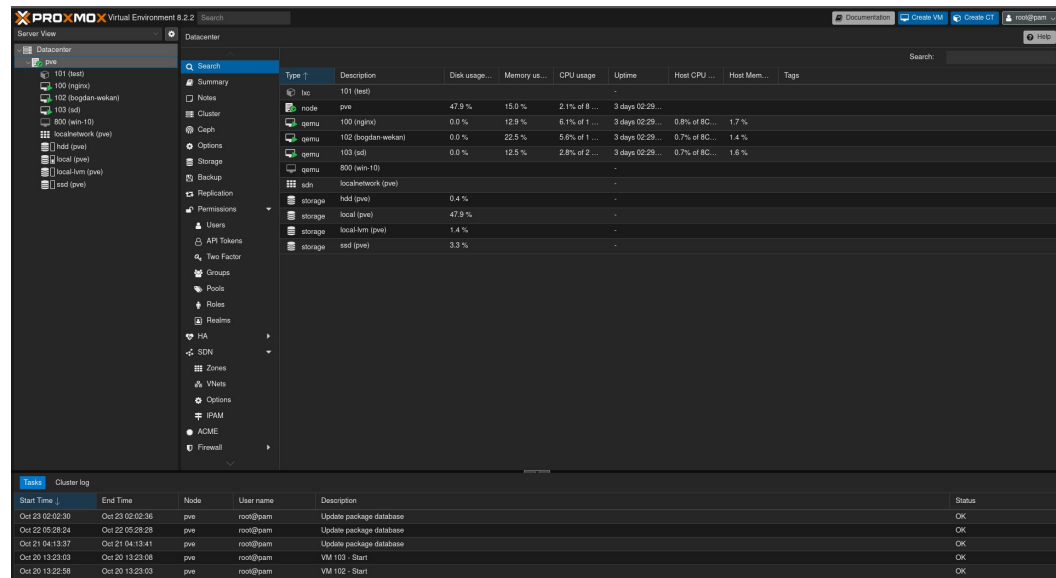 PROXMOX Virtual Environment 8.2.2 Search Documentation Create VM Create CT root@pam
Server View Datacenter Help
Datacenter
pve
101 (test)
100 (nginx)
102 (bogdan-wekan)
103 (sd)
800 (win-10)
localnetwork (pve)
hdd (pve)
local (pve)
local-lvm (pve)
ssd (pve)
Search
Summary
Notes
Cluster
Ceph
Options
Storage
Backup
Replication
Permissions
Users
API Tokens
Two Factor
Groups
Pools
Roles
Realms
HA
SDN
Zones
VNets
Options
IPAM
ACME
Firewall
Search:
Type ↑ Description Disk usage... Memory us... CPU usage Uptime Host CPU ... Host Mem... Tags
lxc 101 (test) -
node pve 47.9 % 15.0 % 2.1% of 8 ... 3 days 02:29...
qemu 100 (nginx) 0.0 % 12.9 % 6.1% of 1 ... 3 days 02:29... 0.8% of 8C... 1.7 %
qemu 102 (bogdan-wekan) 0.0 % 22.5 % 5.6% of 1 ... 3 days 02:29... 0.7% of 8C... 1.4 %
qemu 103 (sd) 0.0 % 12.5 % 2.8% of 2 ... 3 days 02:29... 0.7% of 8C... 1.6 %
qemu 800 (win-10) -
sdn localnetwork (pve) -
storage hdd (pve) 0.4 % -
storage local (pve) 47.9 % -
storage local-lvm (pve) 1.4 % -
storage ssd (pve) 3.3 % -
Tasks Cluster log
Start Time ↓ End Time Node User name Description Status
Oct 23 02:02:30 Oct 23 02:02:36 pve root@pam Update package database OK
Oct 22 05:28:24 Oct 22 05:28:28 pve root@pam Update package database OK
Oct 21 04:13:37 Oct 21 04:13:41 pve root@pam Update package database OK
Oct 20 13:23:03 Oct 20 13:23:08 pve root@pam VM 103 - Start OK
Oct 20 13:22:58 Oct 20 13:23:03 pve root@pam VM 102 - Start OK